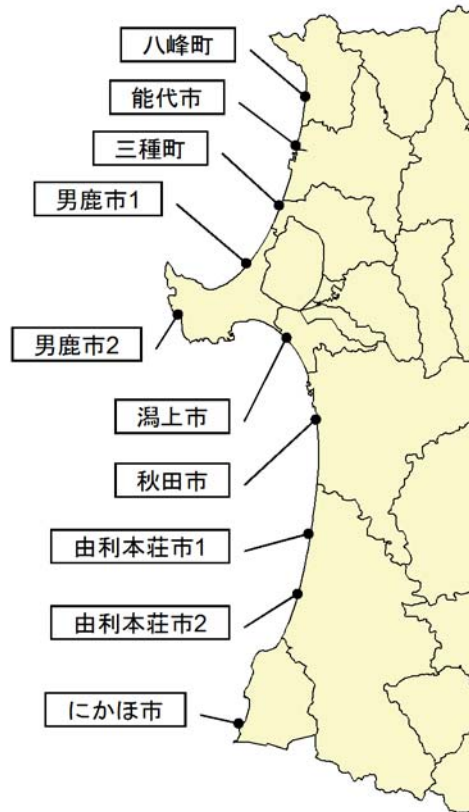 八峰町
能代市
三種町
男鹿市1
男鹿市2
潟上市
秋田市
由利本荘市1
由利本荘市2
にかほ市